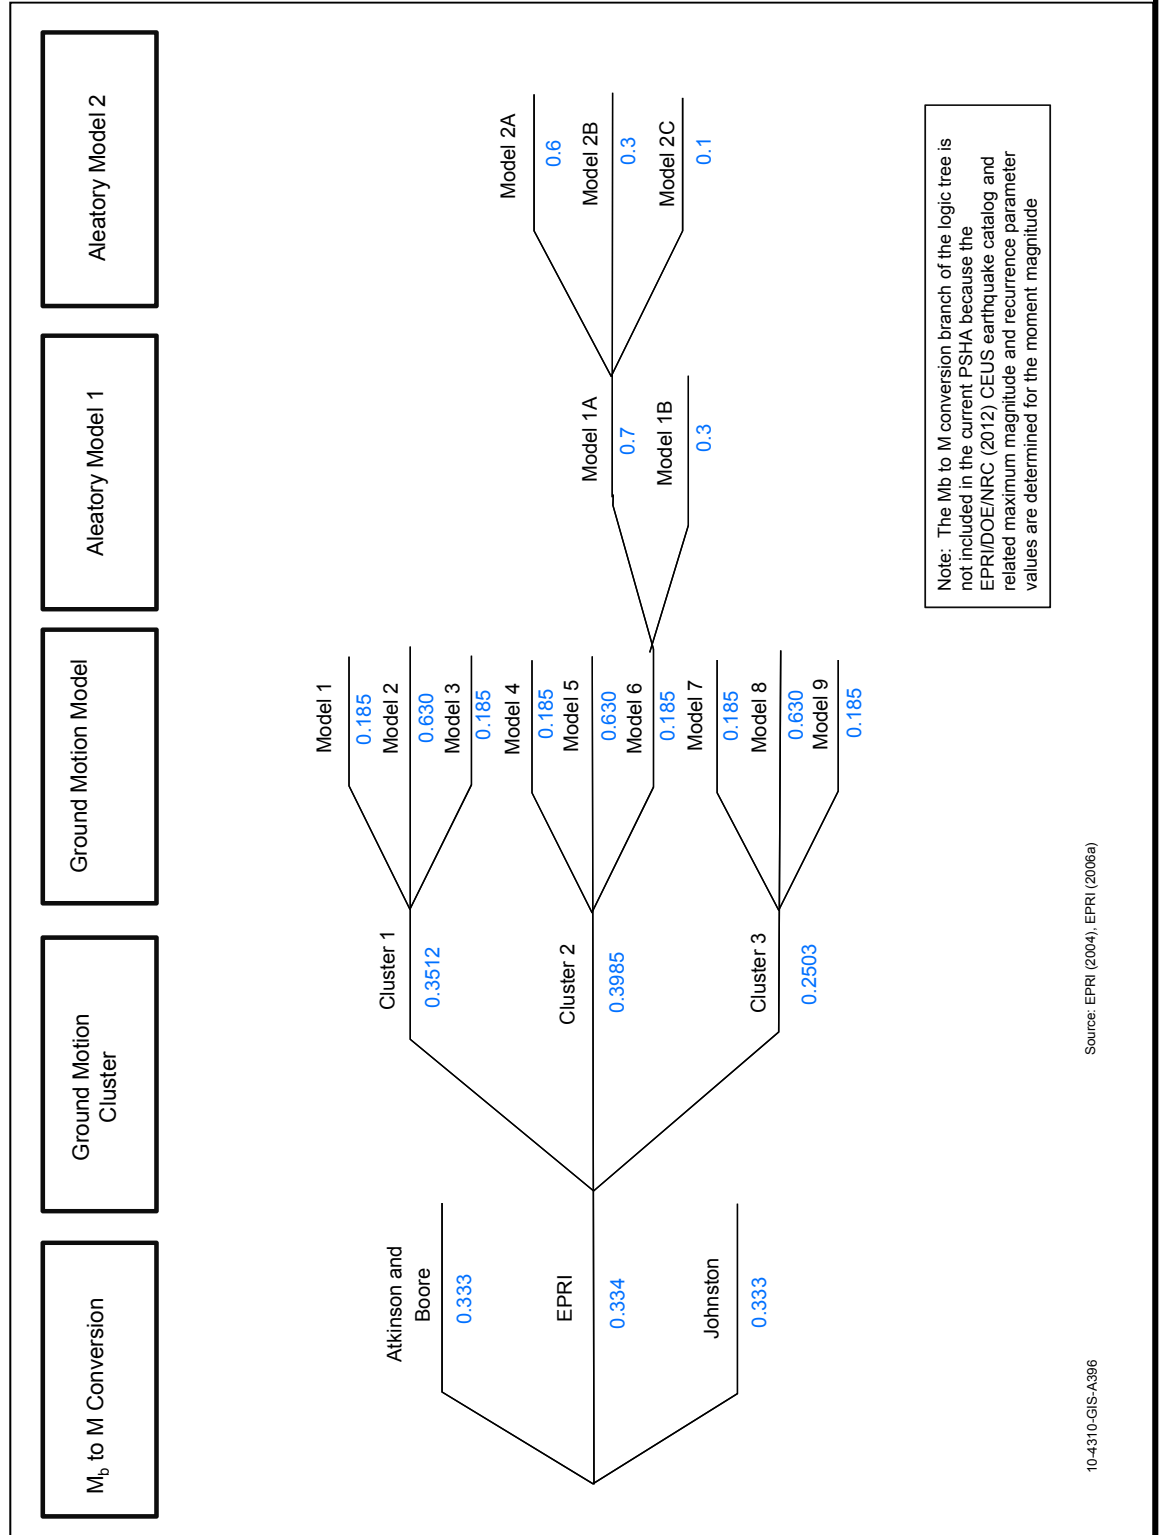 M_b to M Conversion
Ground Motion
Cluster
Ground Motion Model
Aleatory Model 1
Aleatory Model 2
Atkinson and
Boore
0.333
EPRI
0.334
Johnston
0.333
Cluster 1
0.3512
Cluster 2
0.3985
Cluster 3
0.2503
Model 1
0.185
Model 2
0.630
Model 3
0.185
Model 4
0.185
Model 5
0.630
Model 6
0.185
Model 7
0.185
Model 8
0.630
Model 9
0.185
Model 1A
0.7
Model 1B
0.3
Model 2A
0.6
Model 2B
0.3
Model 2C
0.1
Note: The Mb to M conversion branch of the logic tree is
not included in the current PSHA because the
EPRI/DOE/NRC (2012) CEUS earthquake catalog and
related maximum magnitude and recurrence parameter
values are determined for the moment magnitude
10-4310-GIS-A396
Source: EPRI (2004), EPRI (2006a)